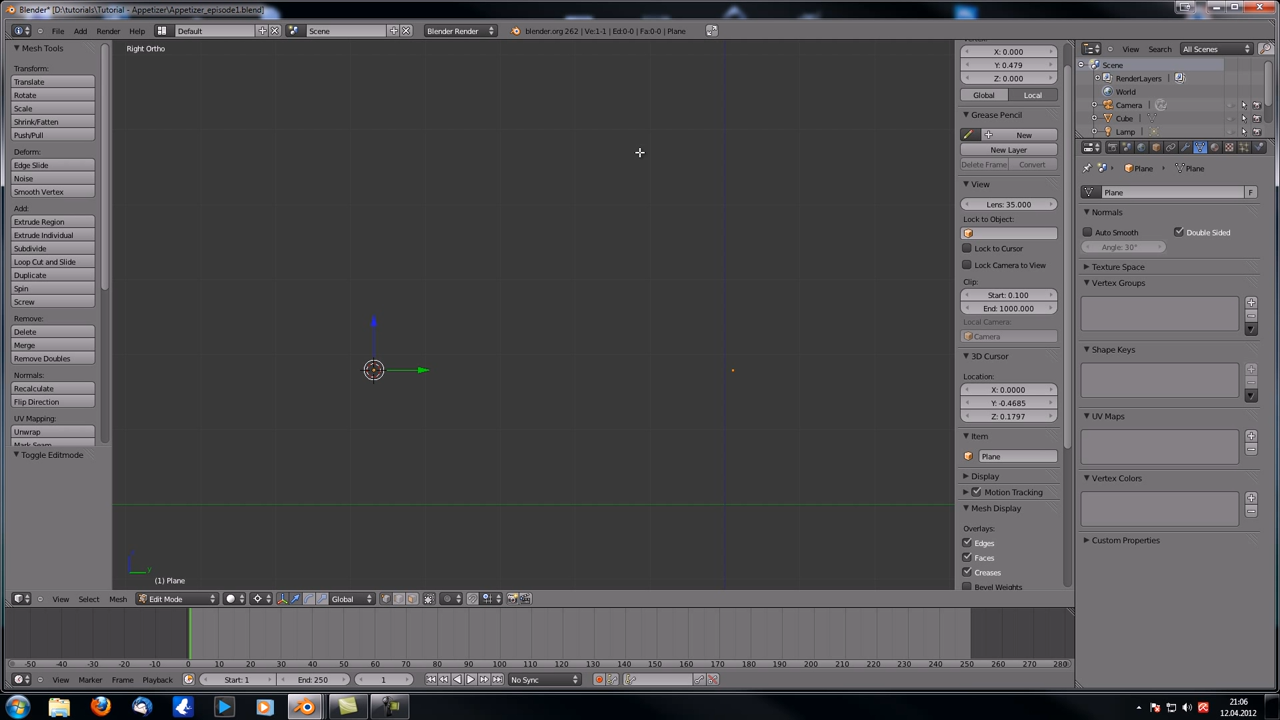 Blender* [D:\tutorials\Tutorial - Appetizer\Appetizer_episode1.blend]
File Add Render Help Default Scene Blender Render blender.org 262 | Ve:1-1 | Ed:0-0 | Fa:0-0 | Plane
Mesh Tools
Transform:
Translate
Rotate
Scale
Shrink/Fatten
Push/Pull
Deform:
Edge Slide
Noise
Smooth Vertex
Add:
Extrude Region
Extrude Individual
Subdivide
Loop Cut and Slide
Duplicate
Spin
Screw
Remove:
Delete
Merge
Remove Doubles
Normals:
Recalculate
Flip Direction
UV Mapping:
Unwrap
Mark Seam
Toggle Editmode
Right Ortho
(1) Plane
X: 0.000
Y: 0.479
Z: 0.000
Global Local
Grease Pencil
New
New Layer
Delete Frame Convert
View
Lens: 35.000
Lock to Object:
Lock to Cursor
Lock Camera to View
Clip:
Start: 0.100
End: 1000.000
Local Camera:
Camera
3D Cursor
Location:
X: 0.0000
Y: -0.4685
Z: 0.1797
Item
Plane
Display
Motion Tracking
Mesh Display
Overlays:
Edges
Faces
Creases
Bevel Weights
View Search All Scenes
Scene
RenderLayers
World
Camera
Cube
Lamp
Plane Plane
Plane F
Normals
Auto Smooth Double Sided
Angle: 30°
Texture Space
Vertex Groups
Shape Keys
UV Maps
Vertex Colors
Custom Properties
View Select Mesh Edit Mode Global
-50 -40 -30 -20 -10 0 10 20 30 40 50 60 70 80 90 100 110 120 130 140 150 160 170 180 190 200 210 220 230 240 250 260 270 280
View Marker Frame Playback Start: 1 End: 250 1 No Sync
21:06
12.04.2012